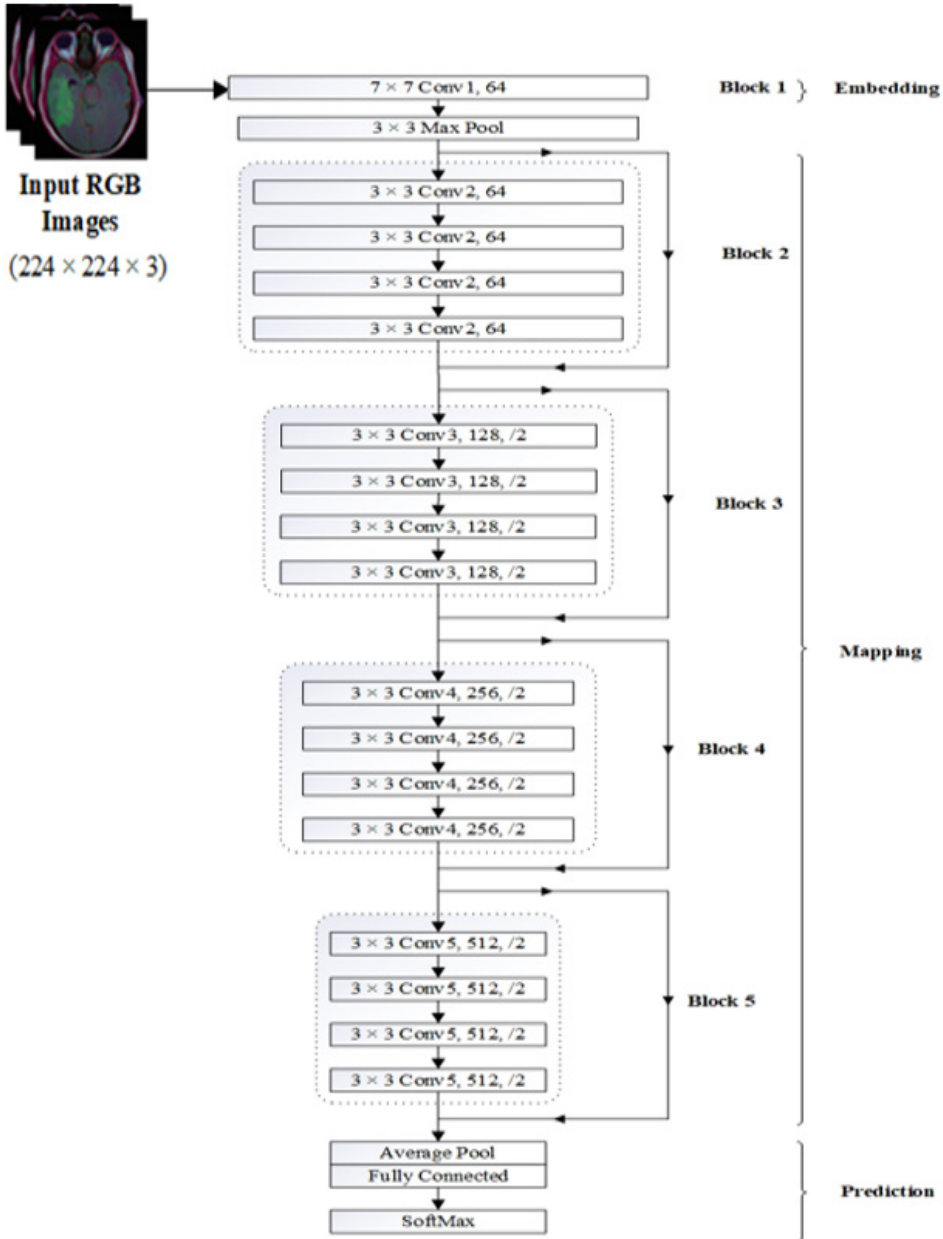 7 × 7 Conv1, 64
Block 1
Embedding
3 × 3 Max Pool
Input RGB
Images
(224 × 224 × 3)
3 × 3 Conv2, 64
3 × 3 Conv2, 64
3 × 3 Conv2, 64
3 × 3 Conv2, 64
Block 2
3 × 3 Conv3, 128, /2
3 × 3 Conv3, 128, /2
3 × 3 Conv3, 128, /2
3 × 3 Conv3, 128, /2
Block 3
Mapping
3 × 3 Conv4, 256, /2
3 × 3 Conv4, 256, /2
3 × 3 Conv4, 256, /2
3 × 3 Conv4, 256, /2
Block 4
3 × 3 Conv5, 512, /2
3 × 3 Conv5, 512, /2
3 × 3 Conv5, 512, /2
3 × 3 Conv5, 512, /2
Block 5
Average Pool
Fully Connected
SoftMax
Prediction